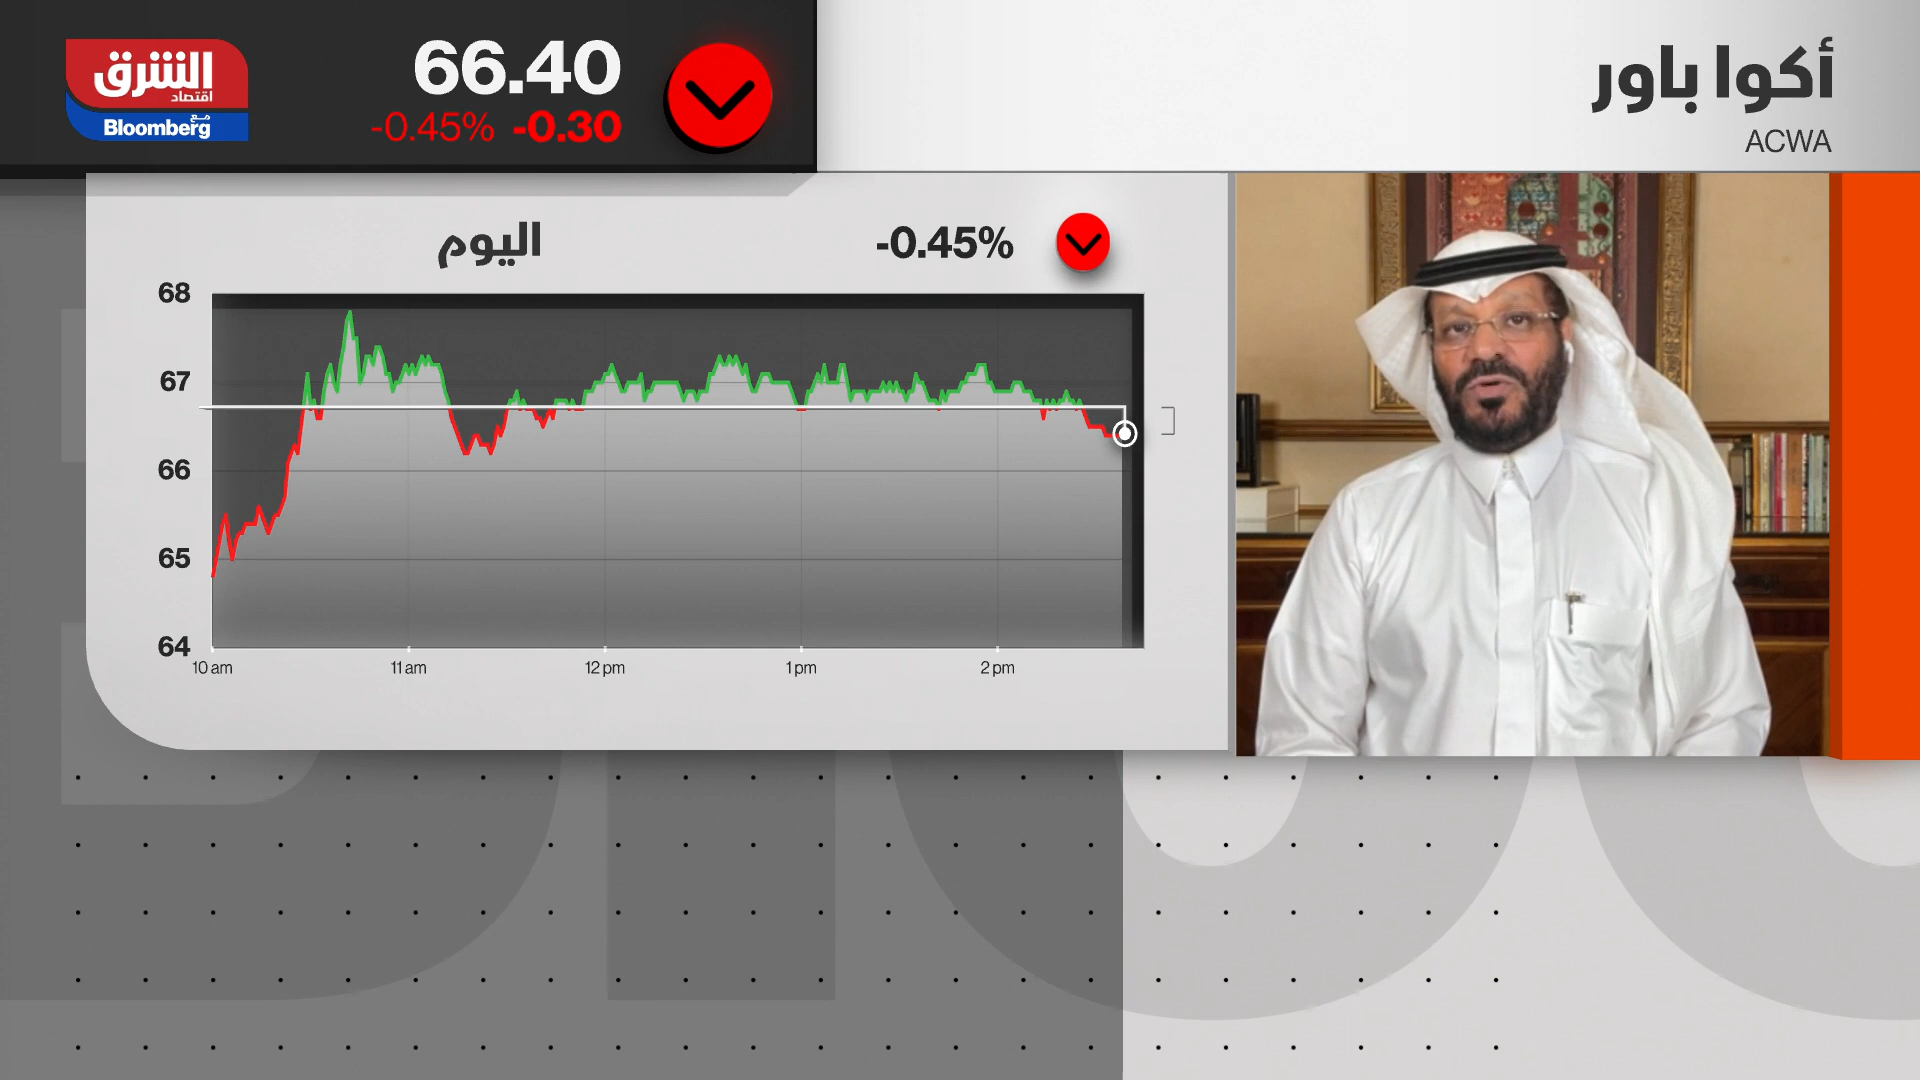 أكوا باور
ACWA
66.40
-0.45% -0.30
الشرق
اقتصاد
مع
Bloomberg
اليوم
-0.45%
68
67
66
65
64
10 am 11 am 12 pm 1 pm 2 pm